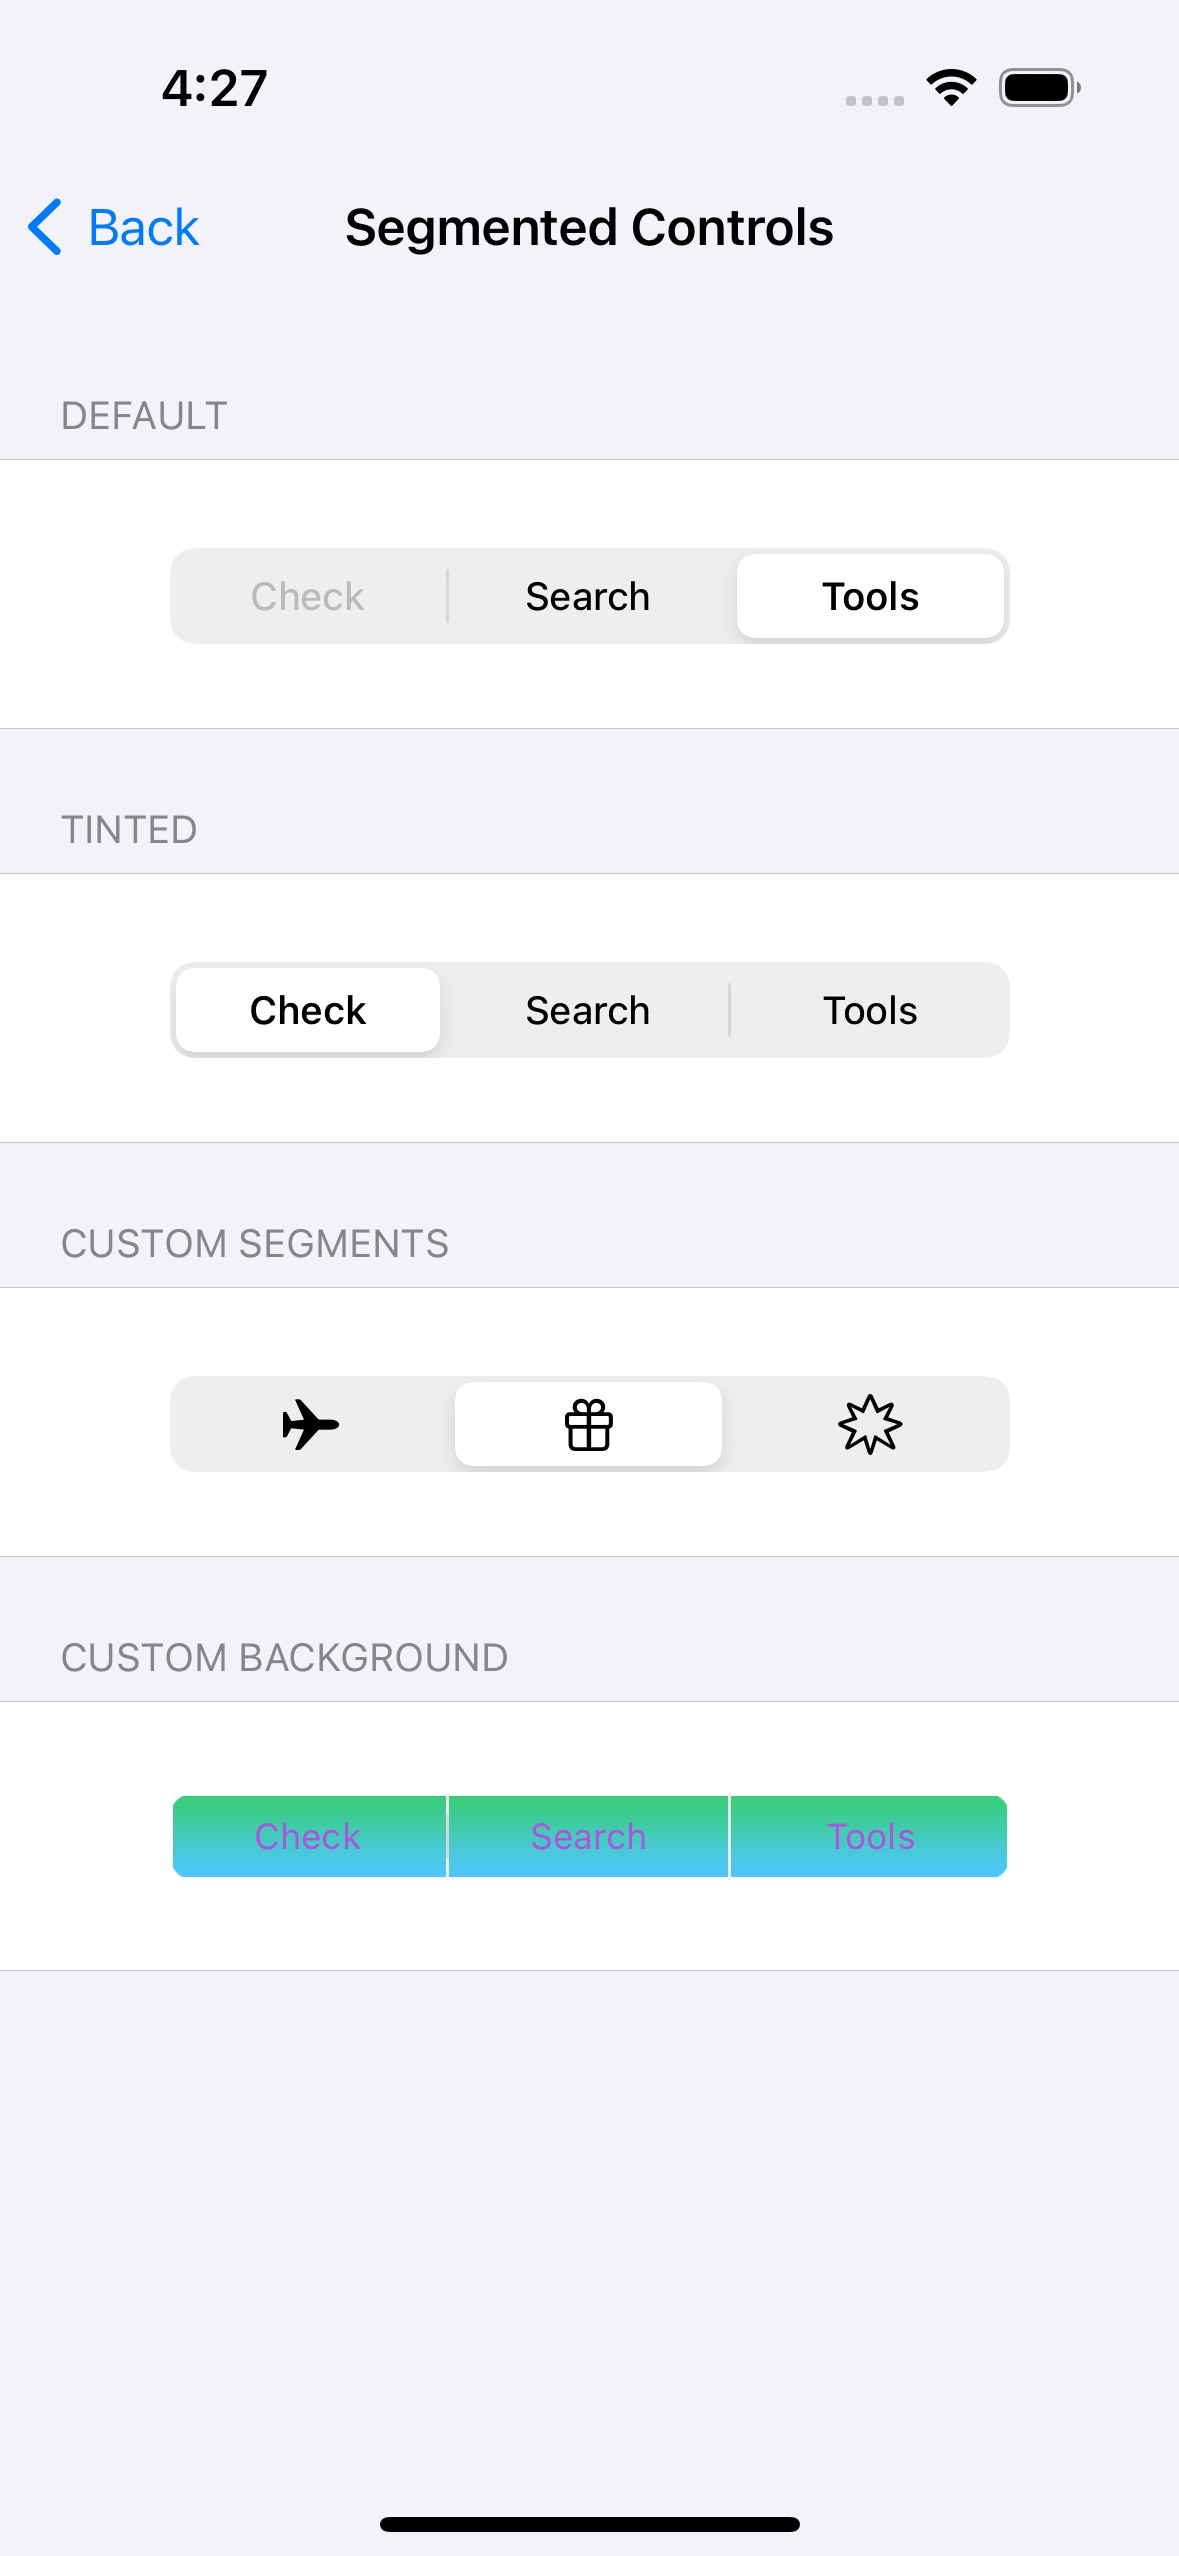 4:27
Back Segmented Controls
DEFAULT
Check Search Tools
TINTED
Check Search Tools
CUSTOM SEGMENTS
CUSTOM BACKGROUND
Check Search Tools